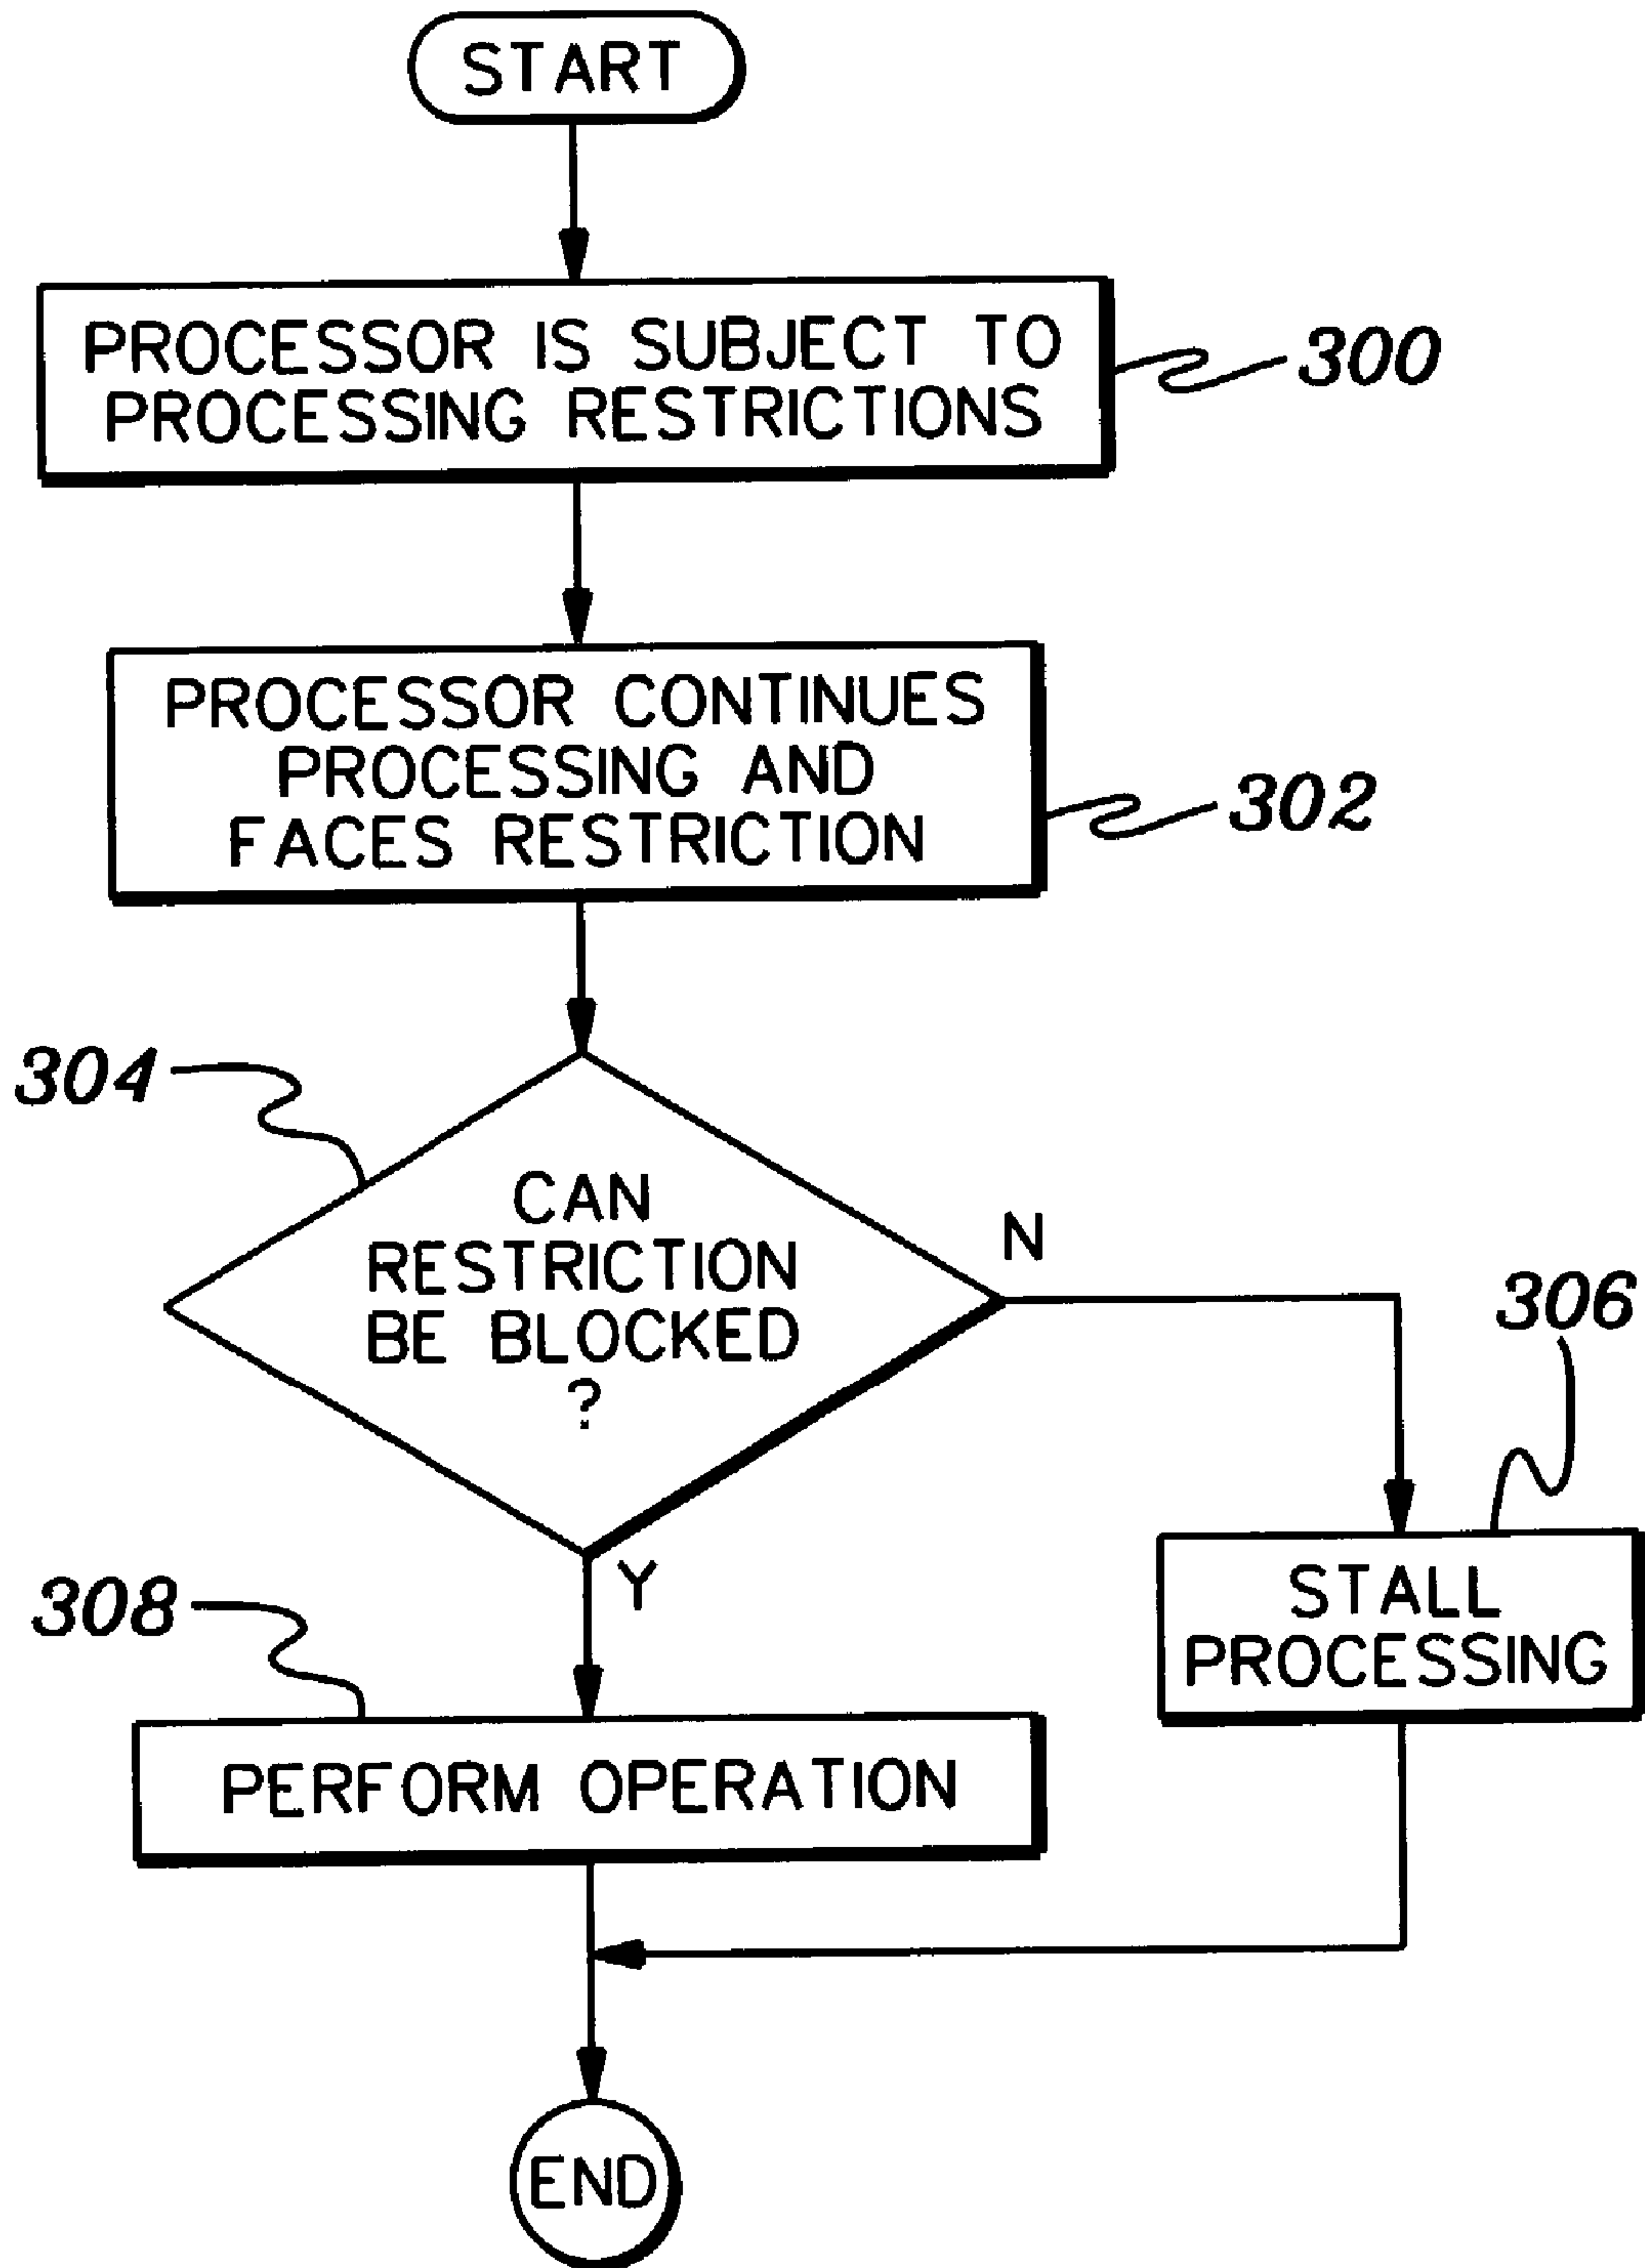 START
PROCESSOR IS SUBJECT TO
PROCESSING RESTRICTIONS
300
PROCESSOR CONTINUES
PROCESSING AND
FACES RESTRICTION
302
304
CAN
RESTRICTION
BE BLOCKED
?
N
306
Y
STALL
PROCESSING
308
PERFORM OPERATION
END